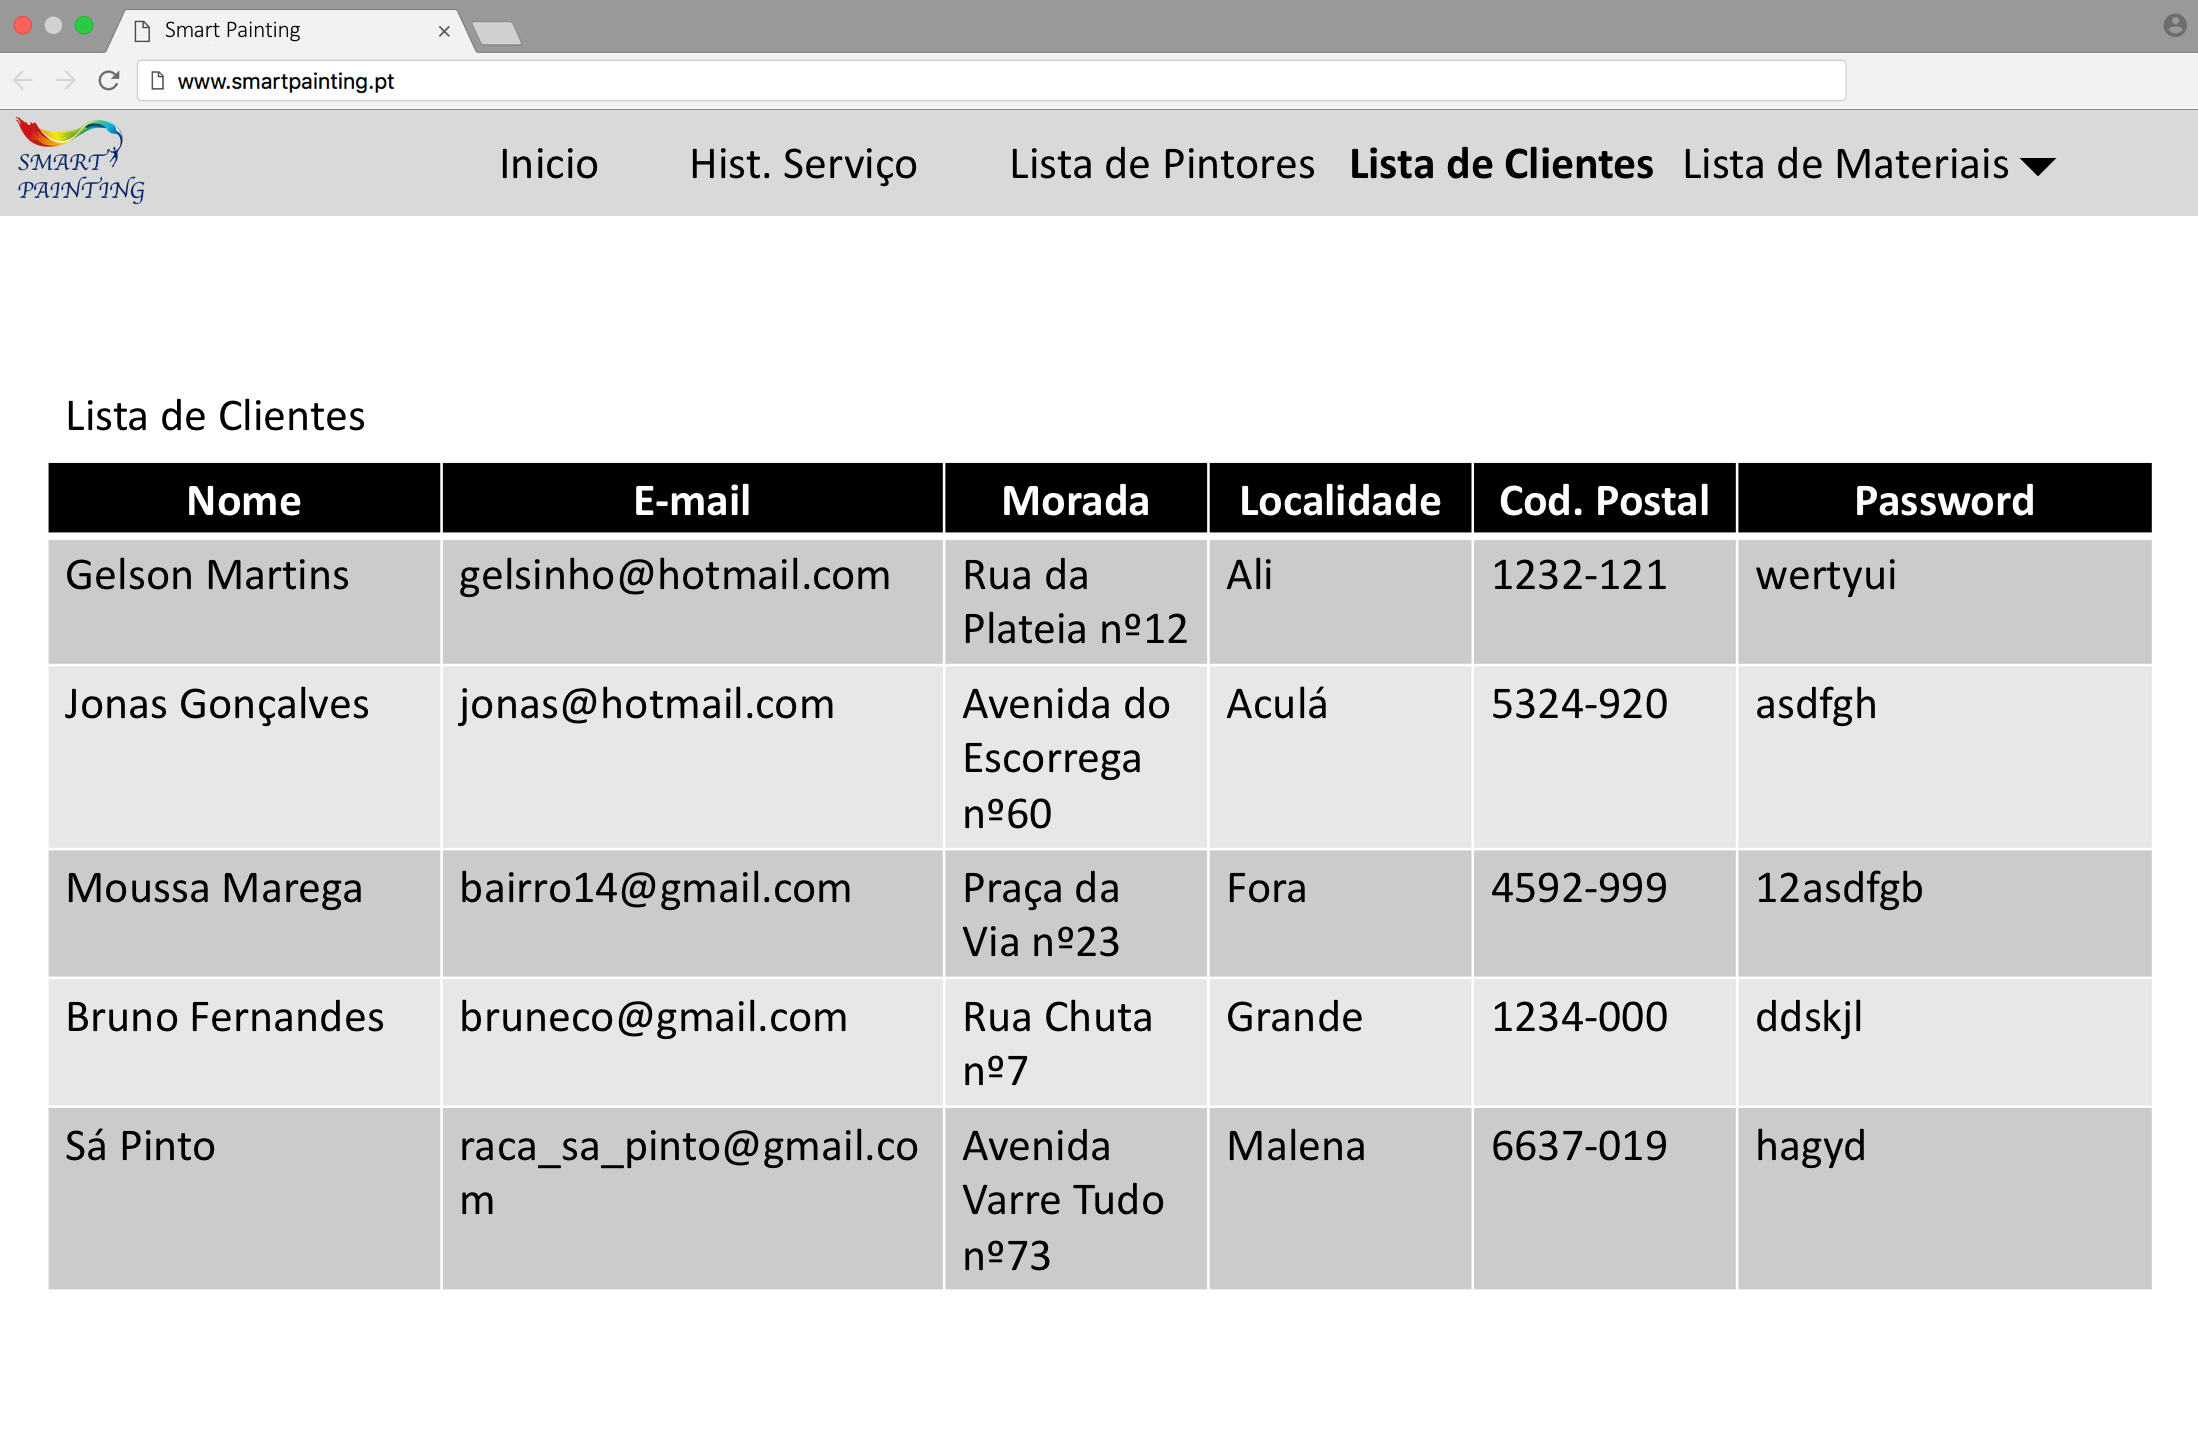 Smart Painting
www.smartpainting.pt
SMART
PAINTING
Inicio Hist. Serviço Lista de Pintores Lista de Clientes Lista de Materiais
Lista de Clientes
Nome E-mail Morada Localidade Cod. Postal Password
Gelson Martins gelsinho@hotmail.com Rua da Ali 1232-121 wertyui
Plateia nº12
Jonas Gonçalves jonas@hotmail.com Avenida do Aculá 5324-920 asdfgh
Escorrega
nº60
Moussa Marega bairro14@gmail.com Praça da Fora 4592-999 12asdfgb
Via nº23
Bruno Fernandes bruneco@gmail.com Rua Chuta Grande 1234-000 ddskjl
nº7
Sá Pinto raca_sa_pinto@gmail.co Avenida Malena 6637-019 hagyd
m Varre Tudo
nº73